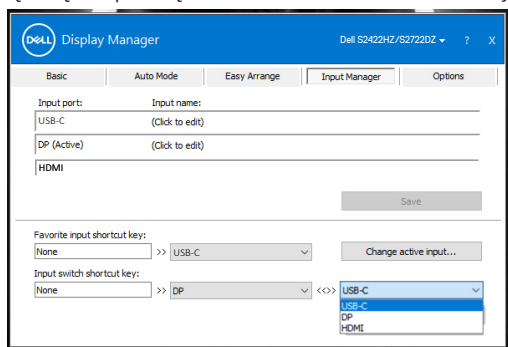 DELL Display Manager Dell S2422HZ/S2722DZ ? X
Basic Auto Mode Easy Arrange Input Manager Options
Input port: Input name:
USB-C (Click to edit)
DP (Active) (Click to edit)
HDMI
Save
Favorite input shortcut key:
None >> USB-C Change active input...
Input switch shortcut key:
None >> DP <<>> USB-C
USB-C
DP
HDMI